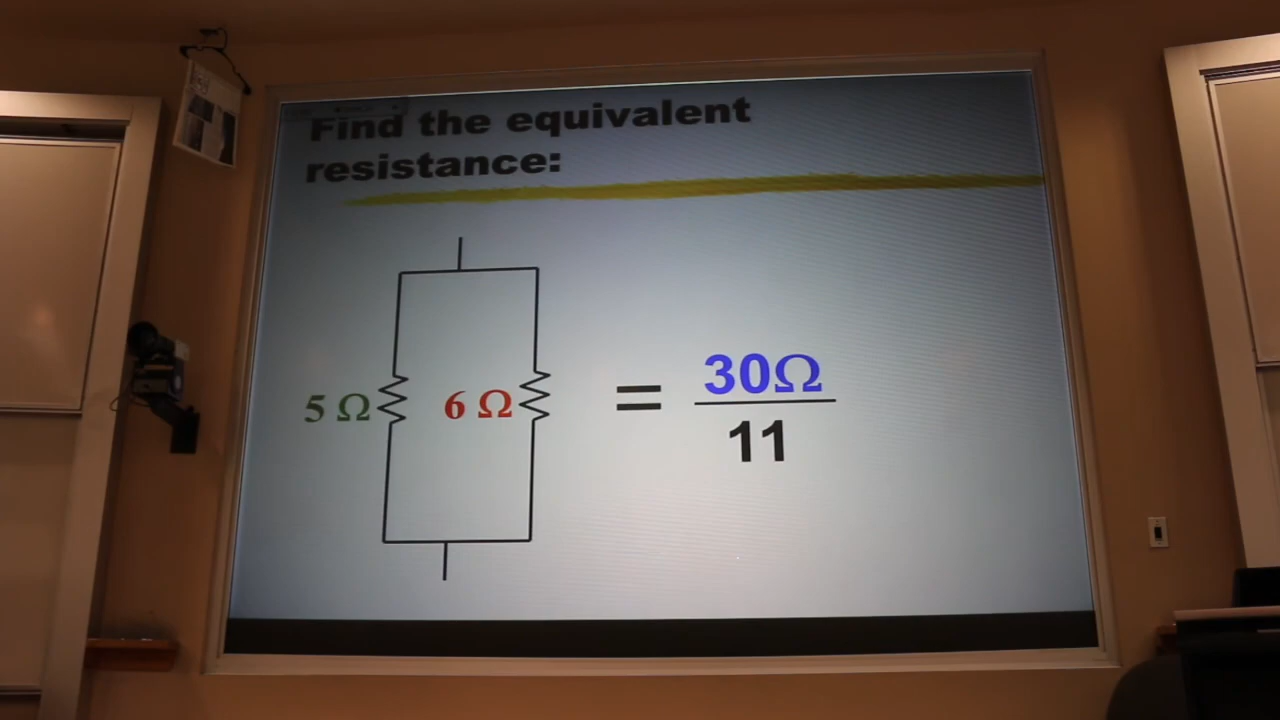 Find the equivalent
resistance:
5 Ω
6 Ω
=
30Ω
11